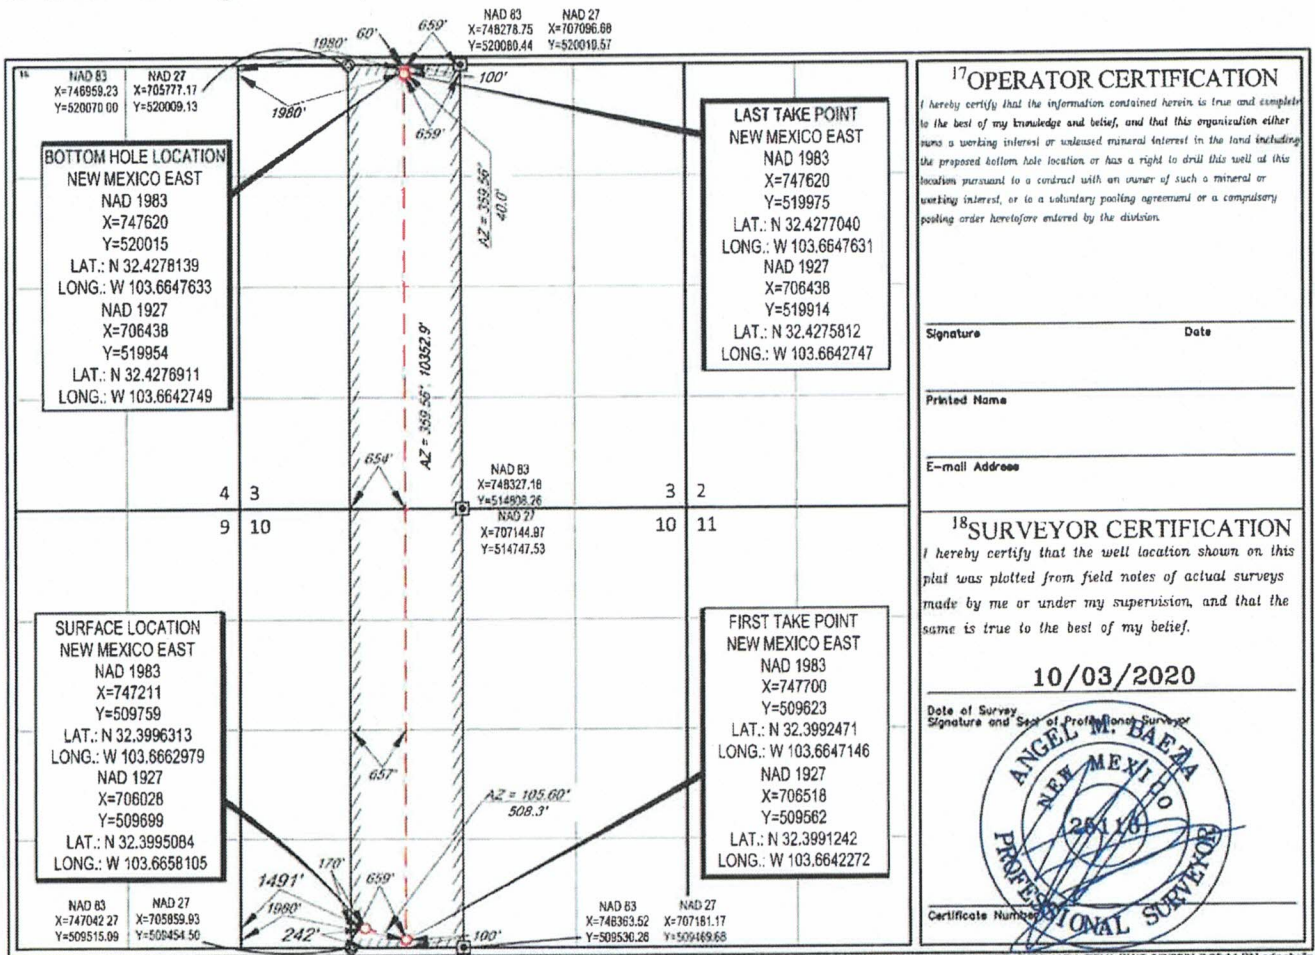 NAD 83 NAD 27
X=748278.75 X=707096.68
Y=520080.44 Y=520019.57
1980' 60' 659'
16
NAD 83 NAD 27
X=746959.23 X=705777.17
Y=520070.00 Y=520009.13
1980'
100'
659'
AZ = 359.56°
40.0'
BOTTOM HOLE LOCATION
NEW MEXICO EAST
NAD 1983
X=747620
Y=520015
LAT.: N 32.4278139
LONG.: W 103.6647633
NAD 1927
X=706438
Y=519954
LAT.: N 32.4276911
LONG.: W 103.6642749
LAST TAKE POINT
NEW MEXICO EAST
NAD 1983
X=747620
Y=519975
LAT.: N 32.4277040
LONG.: W 103.6647631
NAD 1927
X=706438
Y=519914
LAT.: N 32.4275812
LONG.: W 103.6642747
AZ = 359.56°, 10352.9'
654'
NAD 83
X=748327.18
Y=514808.26
NAD 27
X=707144.97
Y=514747.53
4 3
9 10
3 2
10 11
SURFACE LOCATION
NEW MEXICO EAST
NAD 1983
X=747211
Y=509759
LAT.: N 32.3996313
LONG.: W 103.6662979
NAD 1927
X=706028
Y=509699
LAT.: N 32.3995084
LONG.: W 103.6658105
FIRST TAKE POINT
NEW MEXICO EAST
NAD 1983
X=747700
Y=509623
LAT.: N 32.3992471
LONG.: W 103.6647146
NAD 1927
X=706518
Y=509562
LAT.: N 32.3991242
LONG.: W 103.6642272
657'
AZ = 105.60°
508.3'
170'
659'
1491'
1980'
242'
100'
NAD 83 NAD 27
X=747042.27 X=705859.93
Y=509515.09 Y=509454.50
NAD 83 NAD 27
X=748363.52 X=707181.17
Y=509530.28 Y=509469.68
17 OPERATOR CERTIFICATION
I hereby certify that the information contained herein is true and complete
to the best of my knowledge and belief, and that this organization either
owns a working interest or unleased mineral interest in the land including
the proposed bottom hole location or has a right to drill this well at this
location pursuant to a contract with an owner of such a mineral or
working interest, or to a voluntary pooling agreement or a compulsory
pooling order heretofore entered by the division.
Signature Date
Printed Name
E-mail Address
18 SURVEYOR CERTIFICATION
I hereby certify that the well location shown on this
plat was plotted from field notes of actual surveys
made by me or under my supervision, and that the
same is true to the best of my belief.
10/03/2020
Date of Survey
Signature and Seal of Professional Surveyor
ANGEL M. BAEZA
NEW MEXICO
25116
PROFESSIONAL SURVEYOR
Certificate Number